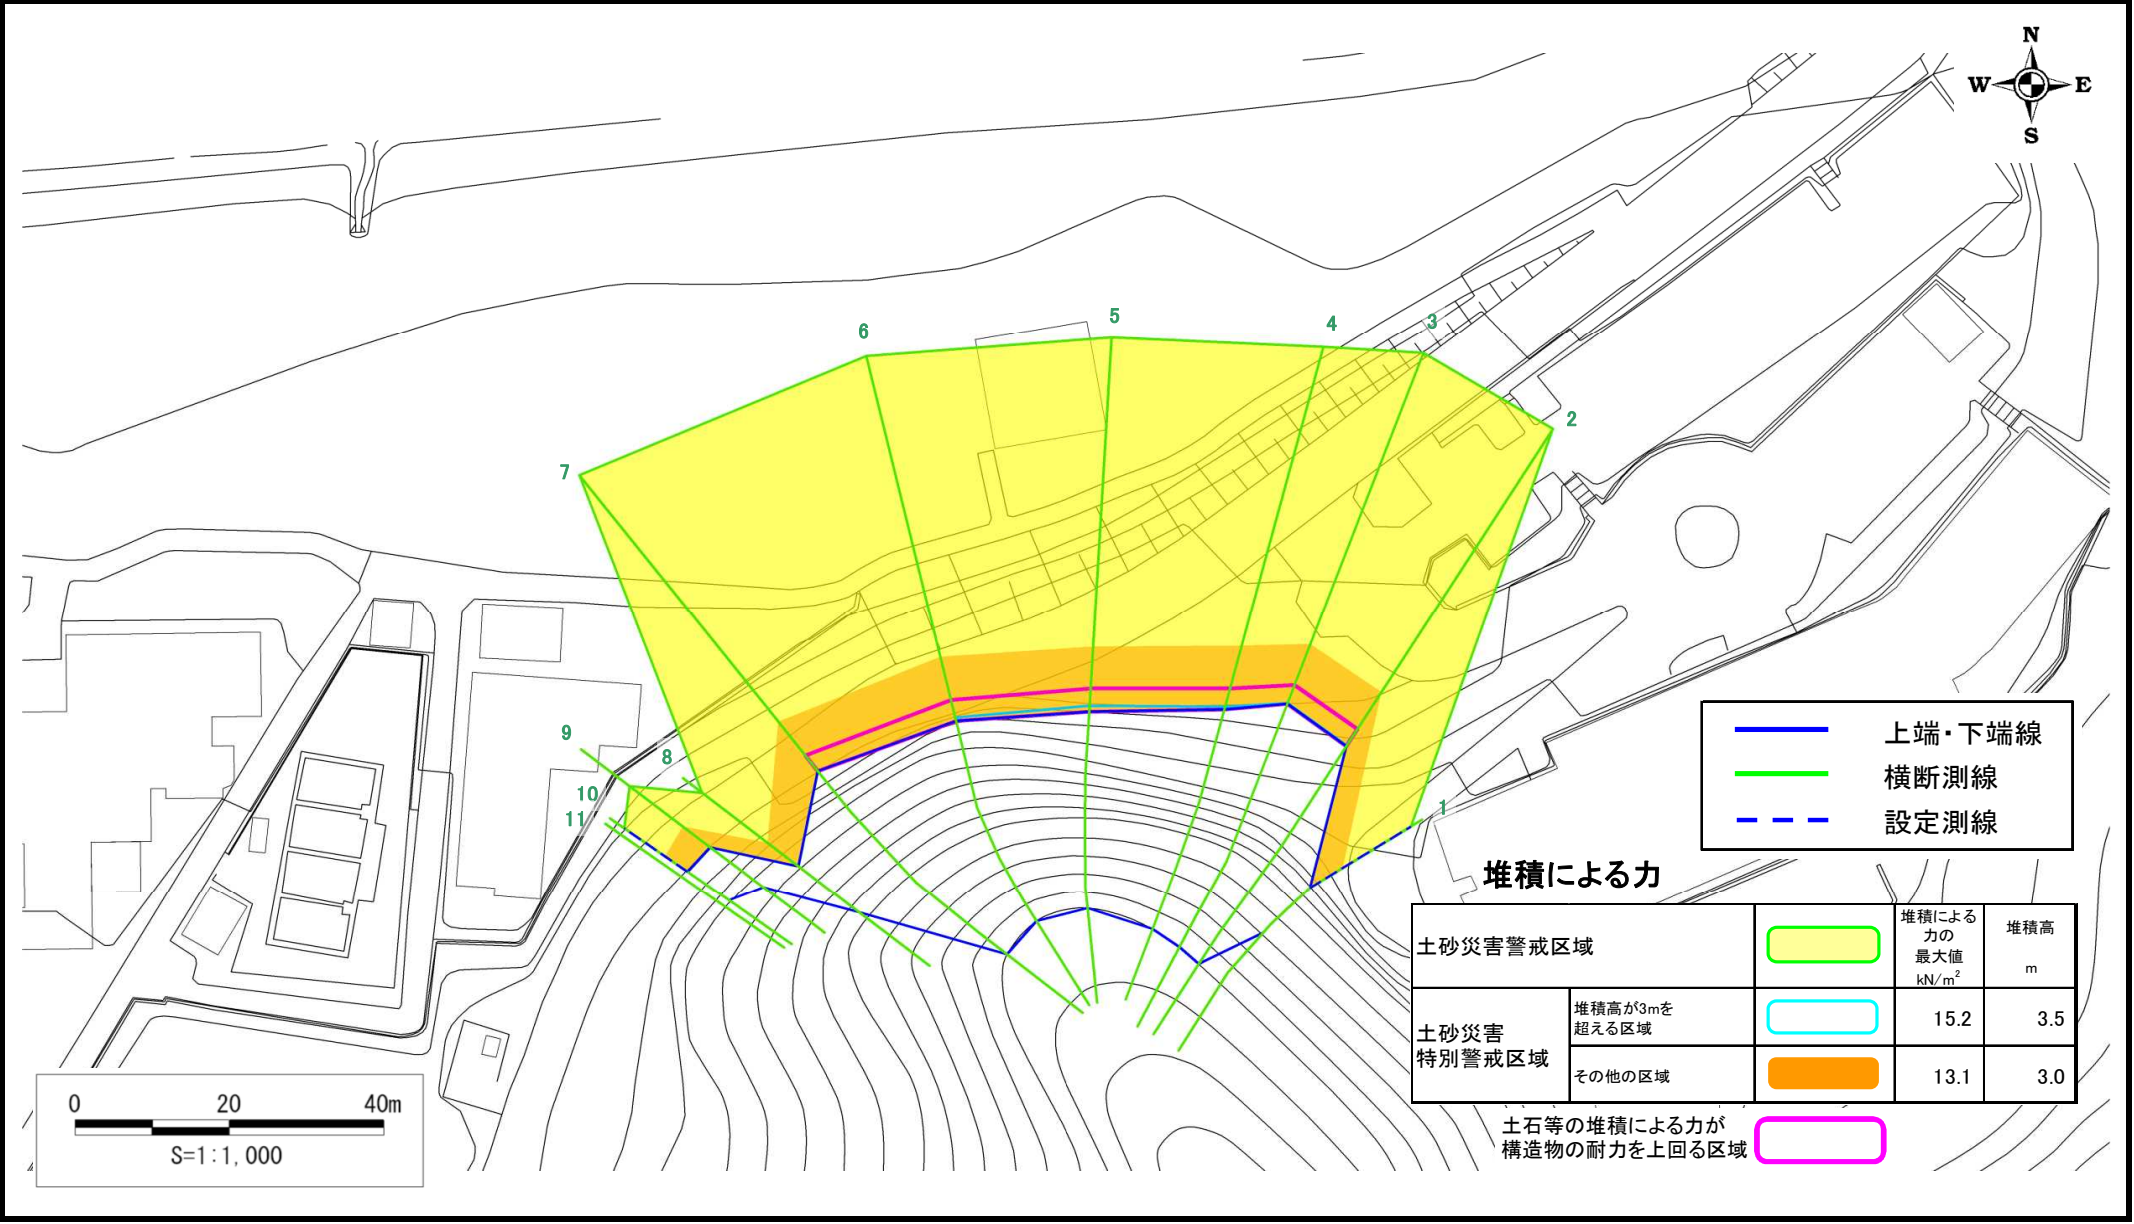 N
W
E
S
5
4
3
6
2
7
9
8
10
11
1
上端・下端線
横断測線
設定測線
堆積による力
土砂災害警戒区域
堆積による
力の
最大値
kN/m²
堆積高
m
土砂災害
特別警戒区域
堆積高が3mを
超える区域
15.2
3.5
その他の区域
13.1
3.0
土石等の堆積による力が
構造物の耐力を上回る区域
0
20
40m
S=1:1,000